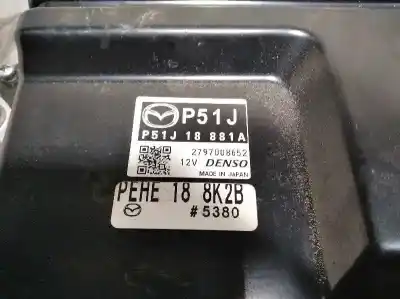 P51J
P51J 18 881A
2797008652
12V DENSO
MADE IN JAPAN
PEHE 18 8K2B
#5380